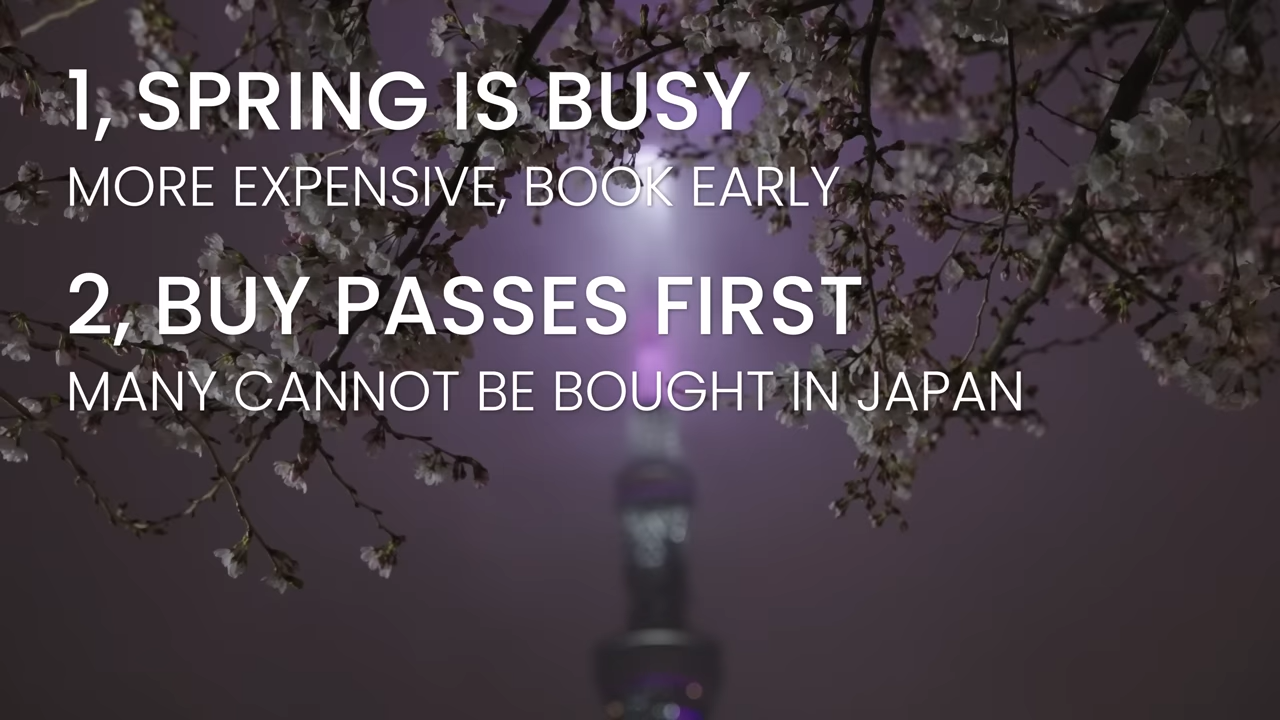 1, SPRING IS BUSY
MORE EXPENSIVE, BOOK EARLY
2, BUY PASSES FIRST
MANY CANNOT BE BOUGHT IN JAPAN